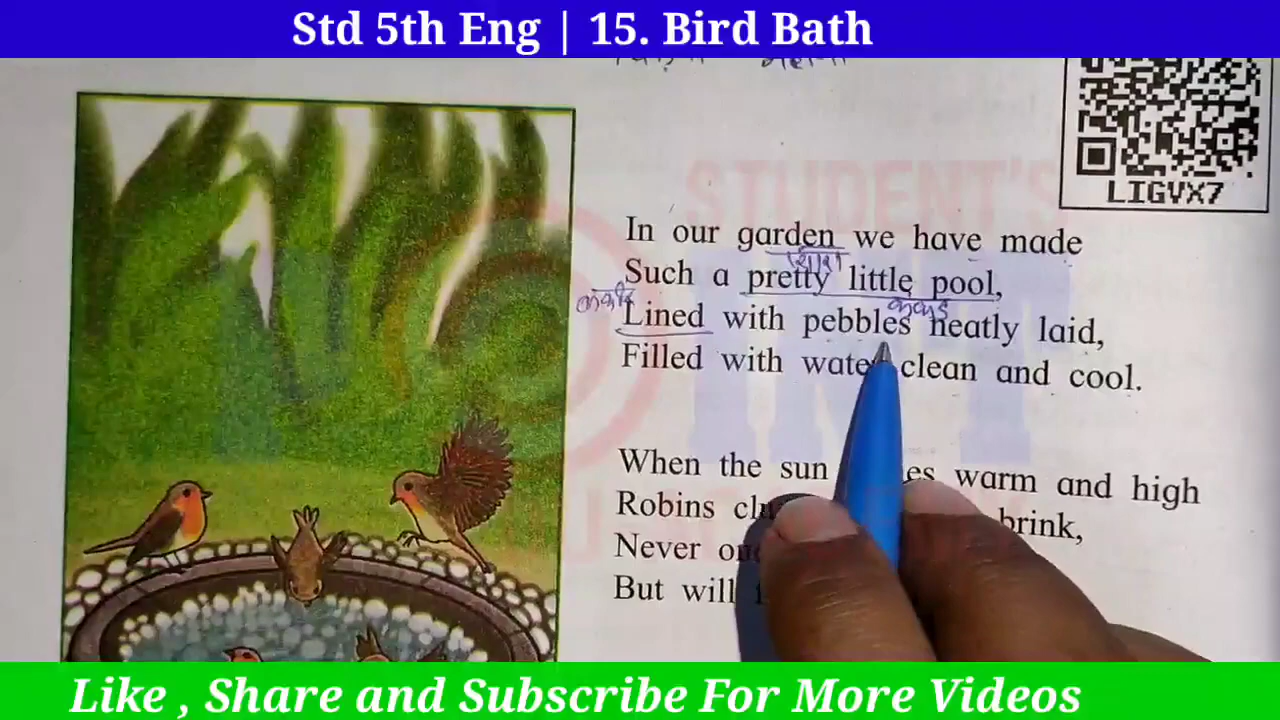 Std 5th Eng | 15. Bird Bath
LIGVX7
STUDENT'S
In our garden we have made
Such a pretty little pool,
Lined with pebbles neatly laid,
Filled with water clean and cool.
When the sun warm and high
Robins brink,
Never
But will
Like , Share and Subscribe For More Videos